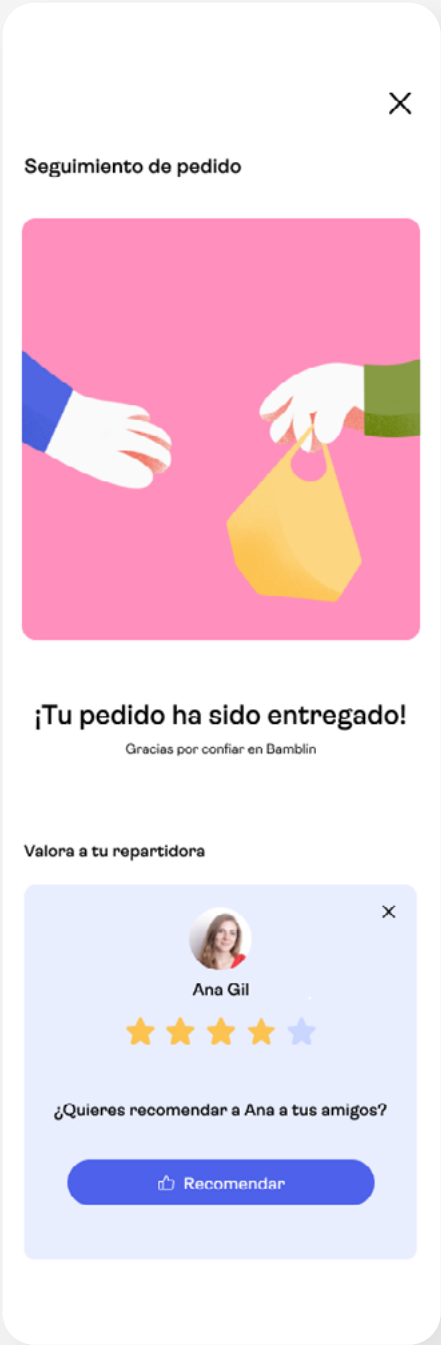 Seguimiento de pedido
¡Tu pedido ha sido entregado!
Gracias por confiar en Bamblin
Valora a tu repartidora
Ana Gil
¿Quieres recomendar a Ana a tus amigos?
Recomendar